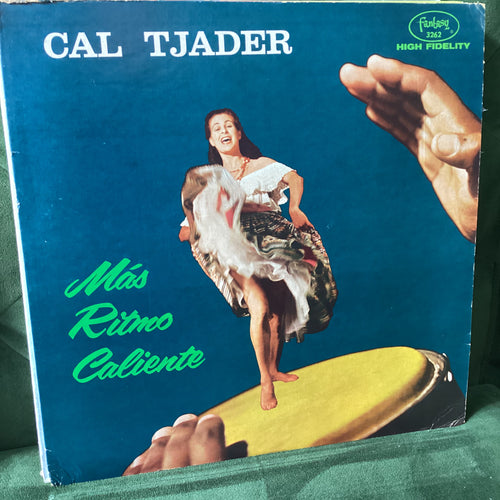 CAL TJADER
Fantasy
3262
HIGH FIDELITY
Más
Ritmo
Caliente